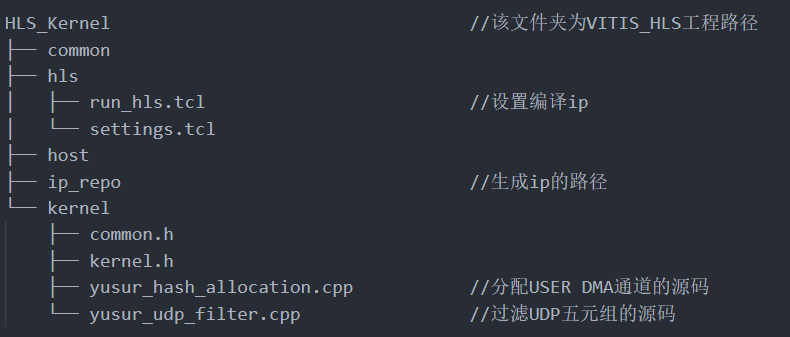 HLS_Kernel                                  //该文件夹为VITIS_HLS工程路径
├── common
├── hls
│   ├── run_hls.tcl                         //设置编译ip
│   └── settings.tcl
├── host
├── ip_repo                                 //生成ip的路径
└── kernel
    ├── common.h
    ├── kernel.h
    ├── yusur_hash_allocation.cpp           //分配USER DMA通道的源码
    └── yusur_udp_filter.cpp                //过滤UDP五元组的源码